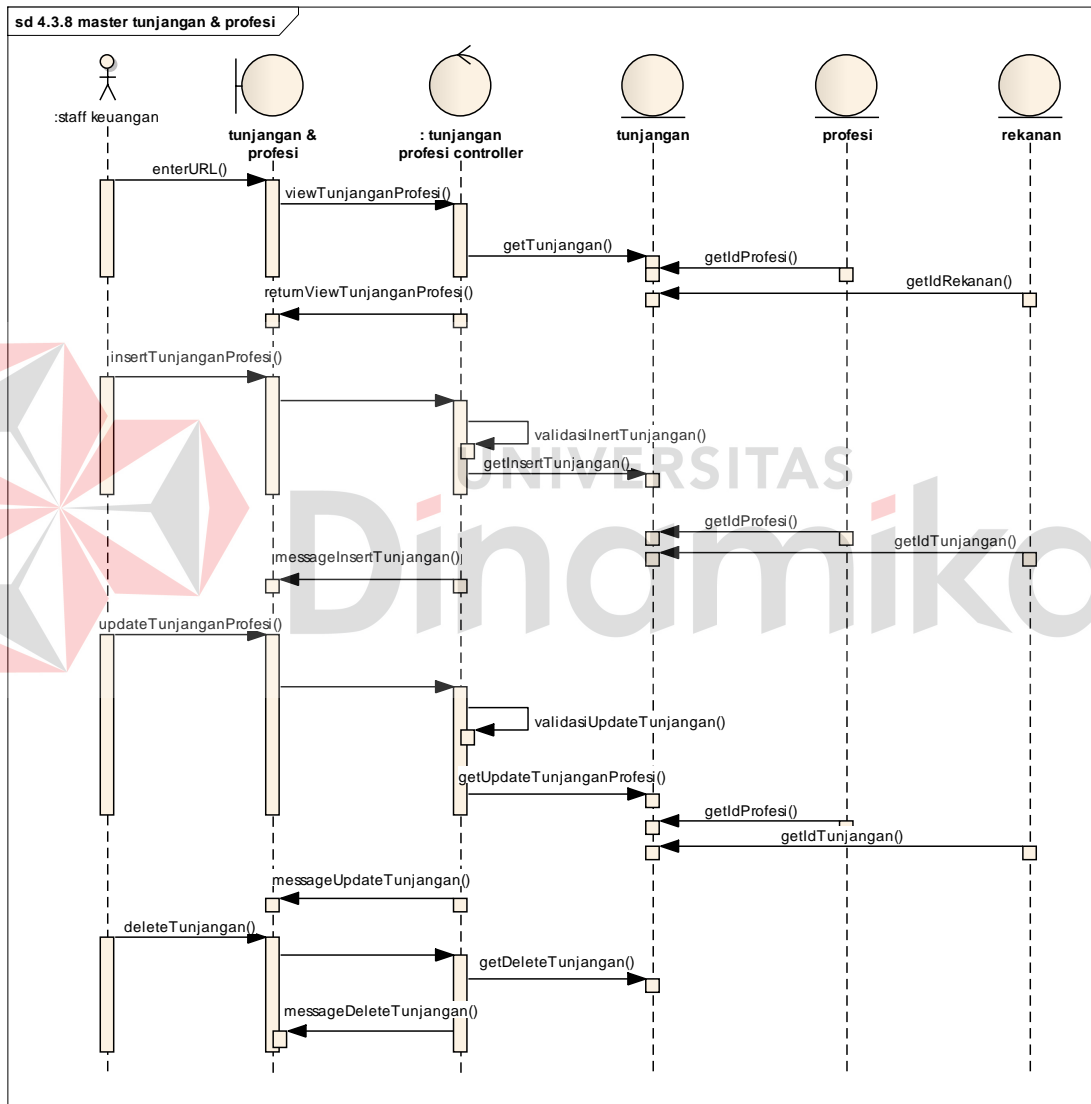 sd 4.3.8 master tunjangan & profesi
:staff keuangan
tunjangan &
profesi
: tunjangan
profesi controller
tunjangan
profesi
rekanan
enterURL()
viewTunjanganProfesi()
getTunjangan()
getIdProfesi()
getIdRekanan()
returnViewTunjanganProfesi()
insertTunjanganProfesi()
validasiInertTunjangan()
getInsertTunjangan()
UNIVERSITAS
Dinamika
getIdProfesi()
getIdTunjangan()
messageInsertTunjangan()
updateTunjanganProfesi()
validasiUpdateTunjangan()
getUpdateTunjanganProfesi()
getIdProfesi()
getIdTunjangan()
messageUpdateTunjangan()
deleteTunjangan()
getDeleteTunjangan()
messageDeleteTunjangan()